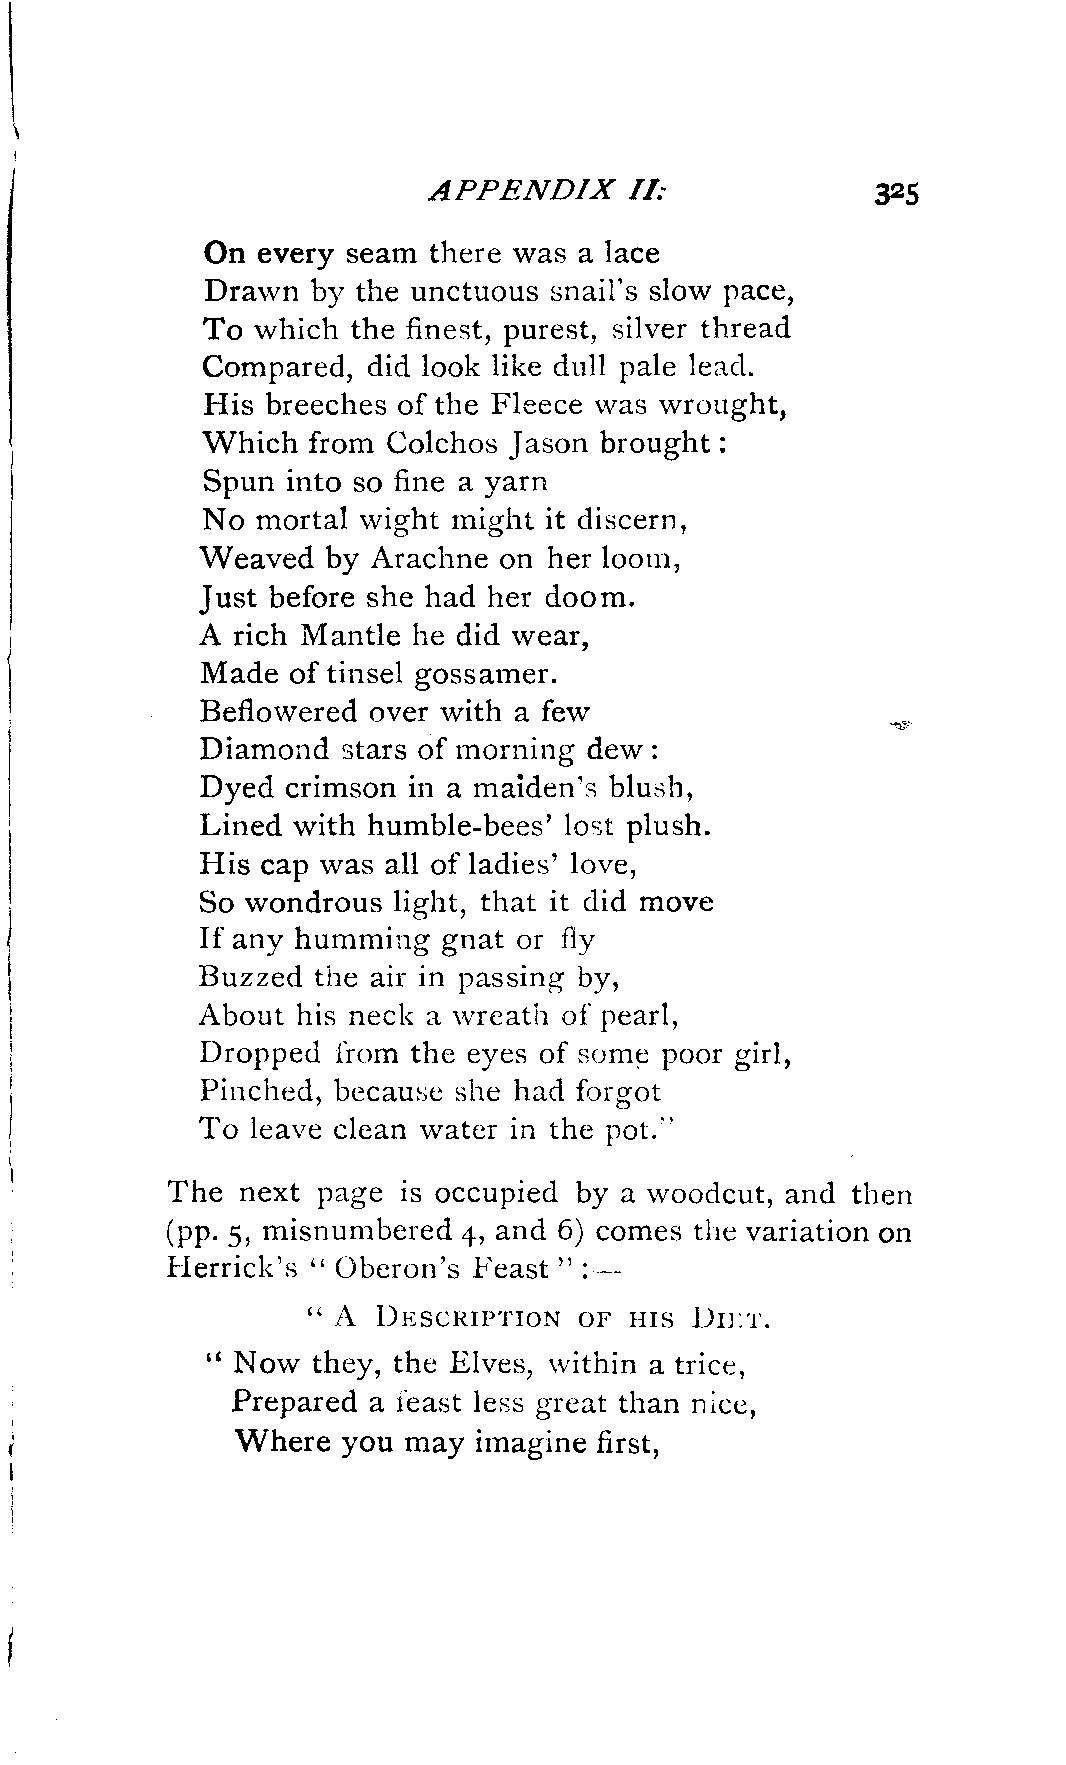 APPENDIX II. 325
On every seam there was a lace
Drawn by the unctuous snail's slow pace,
To which the finest, purest, silver thread
Compared, did look like dull pale lead.
His breeches of the Fleece was wrought,
Which from Colchos Jason brought :
Spun into so fine a yarn
No mortal wight might it discern,
Weaved by Arachne on her loom,
Just before she had her doom.
A rich Mantle he did wear,
Made of tinsel gossamer.
Beflowered over with a few
Diamond stars of morning dew :
Dyed crimson in a maiden's blush,
Lined with humble-bees' lost plush.
His cap was all of ladies' love,
So wondrous light, that it did move
If any humming gnat or fly
Buzzed the air in passing by,
About his neck a wreath of pearl,
Dropped from the eyes of some poor girl,
Pinched, because she had forgot
To leave clean water in the pot."
The next page is occupied by a woodcut, and then
(pp. 5, misnumbered 4, and 6) comes the variation on
Herrick's " Oberon's Feast " :—
" A DESCRIPTION OF HIS DIET.
" Now they, the Elves, within a trice,
Prepared a feast less great than nice,
Where you may imagine first,